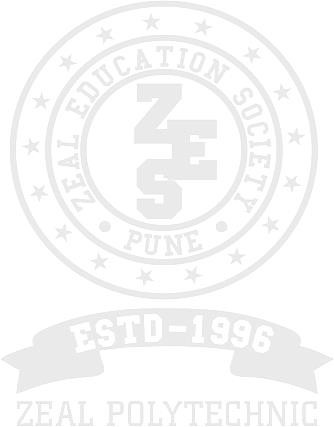 ZEAL EDUCATION SOCIETY
ZES
• PUNE •
ESTD-1996
ZEAL POLYTECHNIC